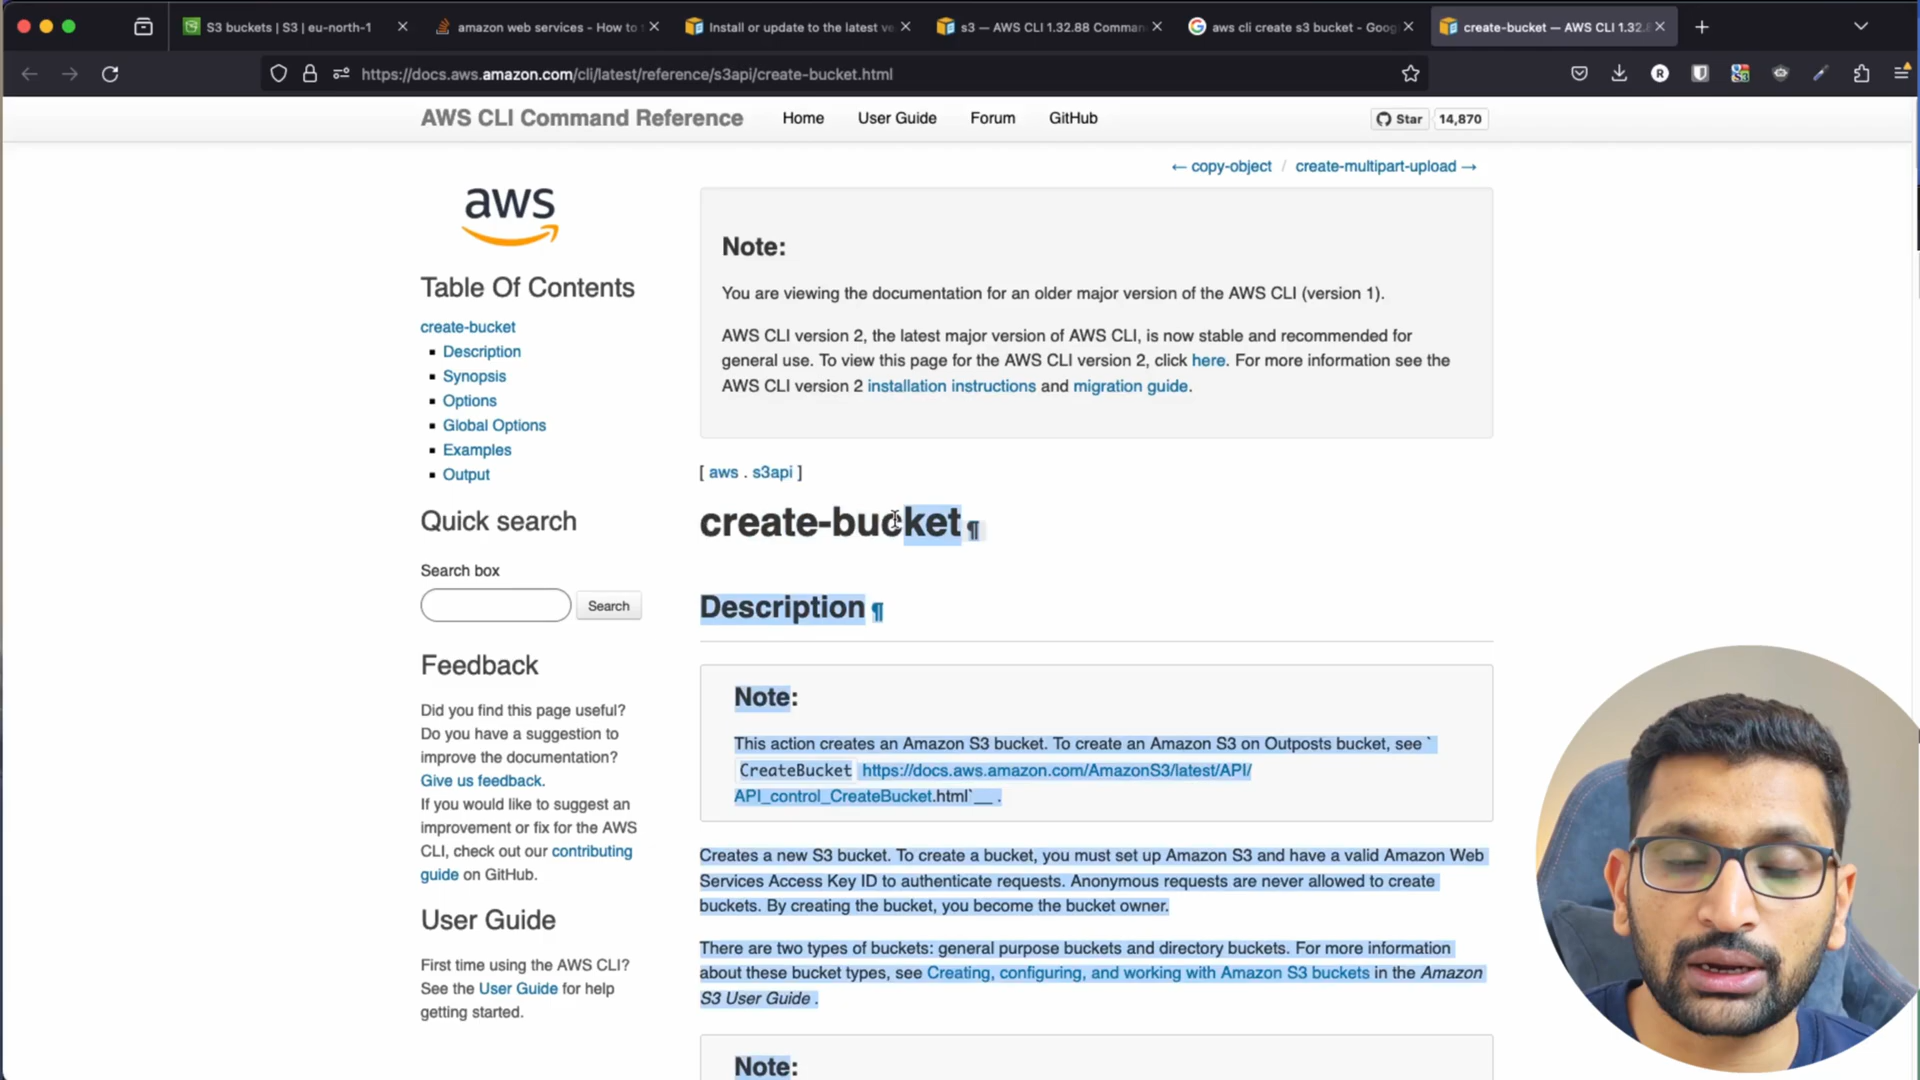 S3 buckets | S3 | eu-north-1
amazon web services - How to
Install or update to the latest ve
s3 — AWS CLI 1.32.88 Comman
aws cli create s3 bucket - Goog
create-bucket — AWS CLI 1.32.
https://docs.aws.amazon.com/cli/latest/reference/s3api/create-bucket.html
AWS CLI Command Reference
Home
User Guide
Forum
GitHub
Star
14,870
← copy-object / create-multipart-upload →
aws
Table Of Contents
create-bucket
Description
Synopsis
Options
Global Options
Examples
Output
Quick search
Search box
Search
Feedback
Did you find this page useful?
Do you have a suggestion to
improve the documentation?
Give us feedback.
If you would like to suggest an
improvement or fix for the AWS
CLI, check out our contributing
guide on GitHub.
User Guide
First time using the AWS CLI?
See the User Guide for help
getting started.
Note:
You are viewing the documentation for an older major version of the AWS CLI (version 1).
AWS CLI version 2, the latest major version of AWS CLI, is now stable and recommended for
general use. To view this page for the AWS CLI version 2, click here. For more information see the
AWS CLI version 2 installation instructions and migration guide.
[ aws . s3api ]
create-bucket ¶
Description ¶
Note:
This action creates an Amazon S3 bucket. To create an Amazon S3 on Outposts bucket, see `
CreateBucket https://docs.aws.amazon.com/AmazonS3/latest/API/
API_control_CreateBucket.html`__ .
Creates a new S3 bucket. To create a bucket, you must set up Amazon S3 and have a valid Amazon Web
Services Access Key ID to authenticate requests. Anonymous requests are never allowed to create
buckets. By creating the bucket, you become the bucket owner.
There are two types of buckets: general purpose buckets and directory buckets. For more information
about these bucket types, see Creating, configuring, and working with Amazon S3 buckets in the Amazon
S3 User Guide .
Note: